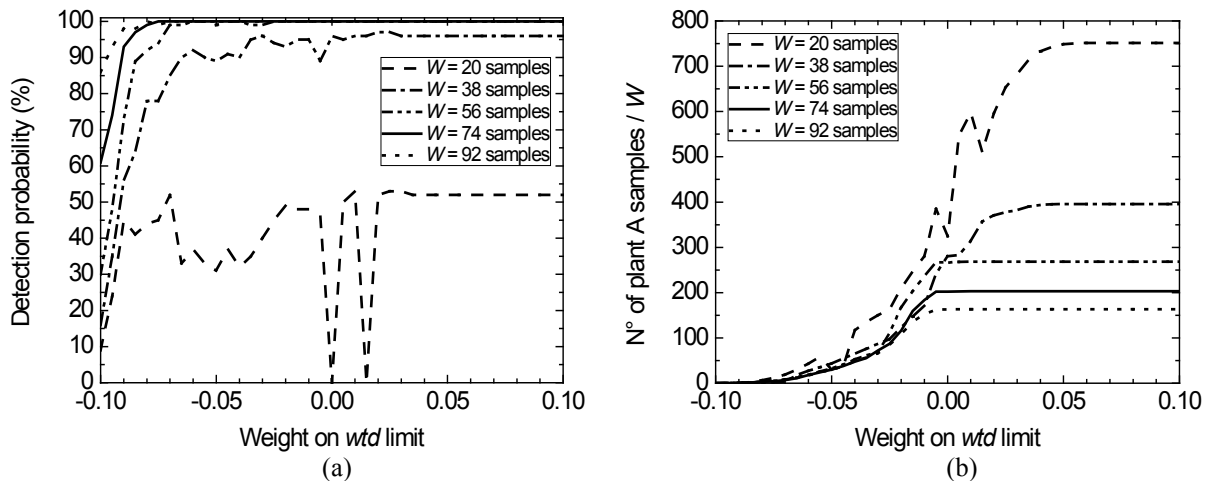 100
90
80
70
60
50
40
30
20
10
0
Detection probability (%)
W = 20 samples
W = 38 samples
W = 56 samples
W = 74 samples
W = 92 samples
-0.10
-0.05
0.00
0.05
0.10
Weight on wtd limit
(a)
800
700
600
500
400
300
200
100
0
N° of plant A samples / W
W = 20 samples
W = 38 samples
W = 56 samples
W = 74 samples
W = 92 samples
-0.10
-0.05
0.00
0.05
0.10
Weight on wtd limit
(b)